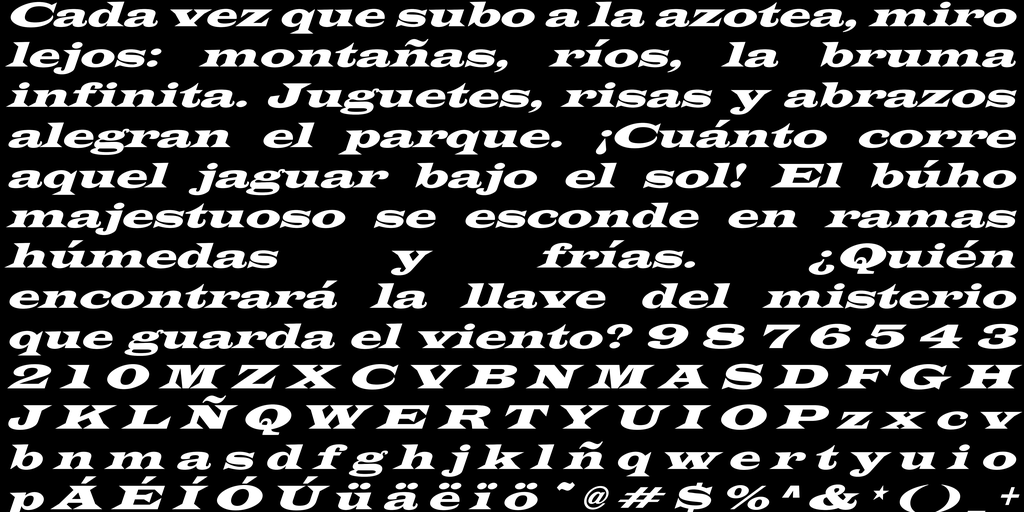 Cada vez que subo a la azotea, miro
lejos: montañas, ríos, la bruma
infinita. Juguetes, risas y abrazos
alegran el parque. ¡Cuánto corre
aquel jaguar bajo el sol! El búho
majestuoso se esconde en ramas
húmedas y frías. ¿Quién
encontrará la llave del misterio
que guarda el viento? 9 8 7 6 5 4 3
2 1 0 M Z X C V B N M A S D F G H
J K L Ñ Q W E R T Y U I O P z x c v
b n m a s d f g h j k l ñ q w e r t y u i o
p Á É Í Ó Ú ü ä ë ï ö ~ @ # $ % ^ & * ( ) _ +